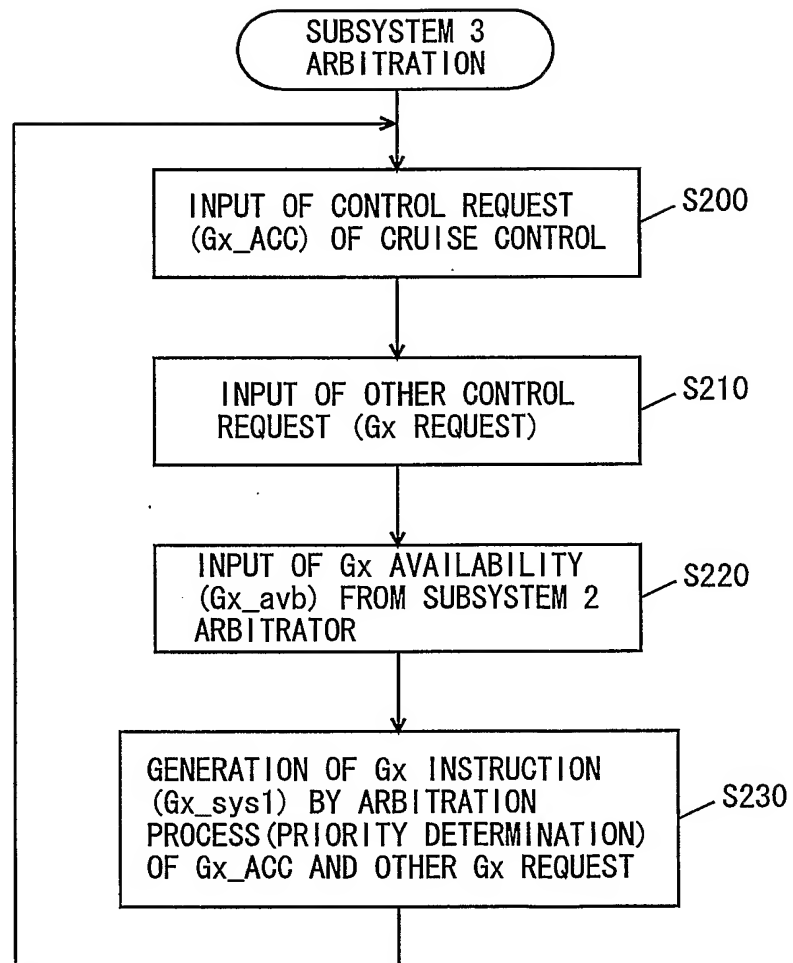 SUBSYSTEM 3
ARBITRATION
INPUT OF CONTROL REQUEST
(Gx_ACC) OF CRUISE CONTROL
S200
INPUT OF OTHER CONTROL
REQUEST (Gx REQUEST)
S210
INPUT OF Gx AVAILABILITY
(Gx_avb) FROM SUBSYSTEM 2
ARBITRATOR
S220
GENERATION OF Gx INSTRUCTION
(Gx_sys1) BY ARBITRATION
PROCESS(PRIORITY DETERMINATION)
OF Gx_ACC AND OTHER Gx REQUEST
S230